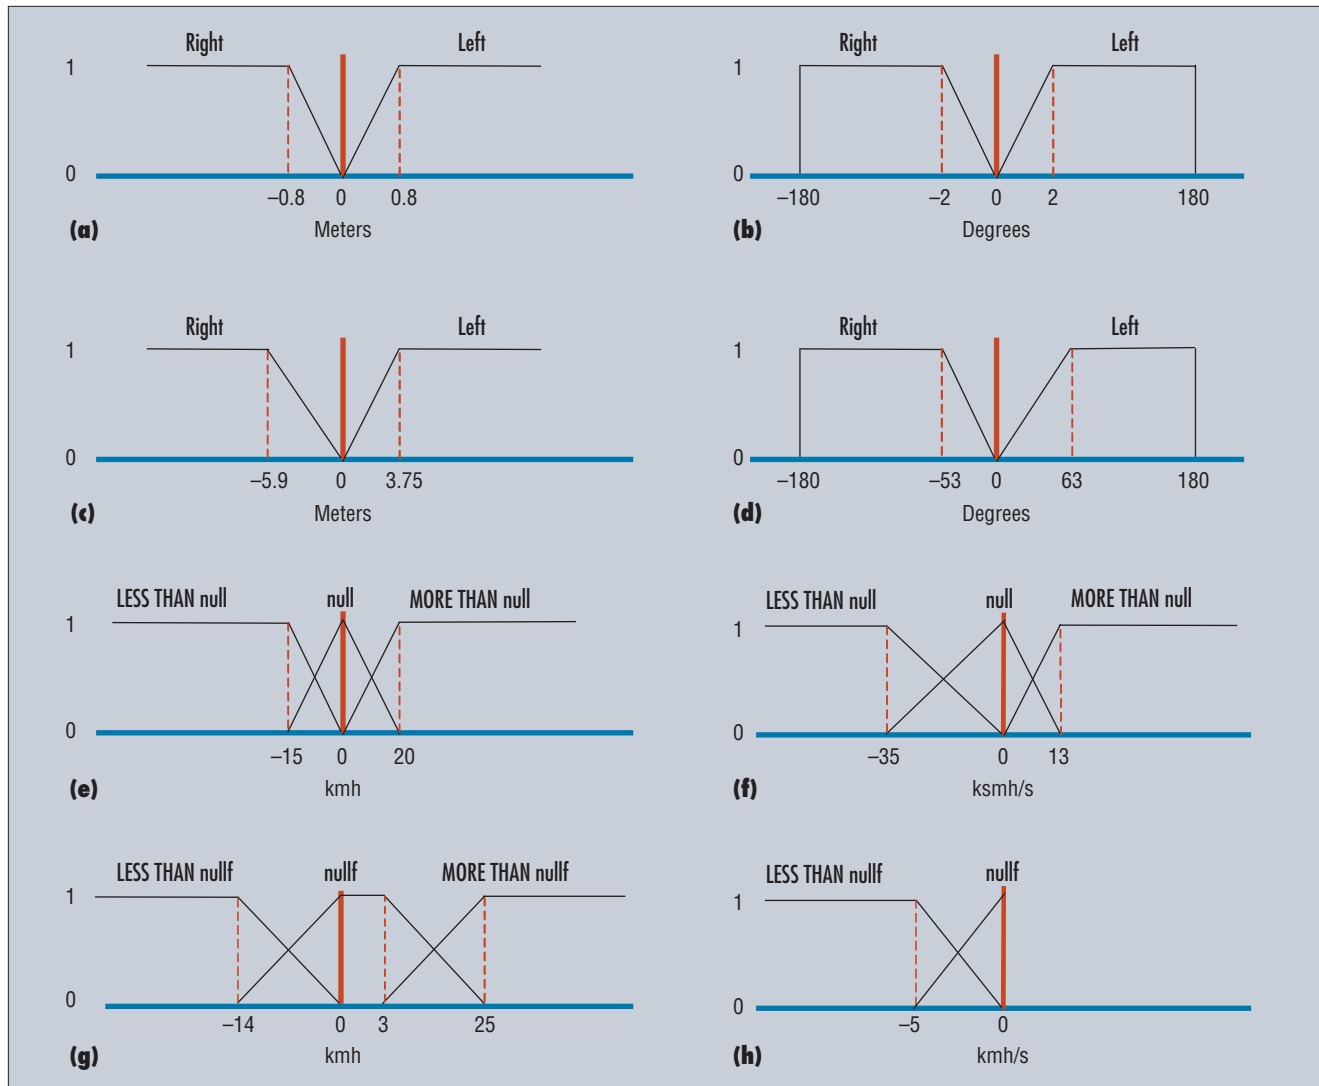 Right Left
1
0
−0.8 0 0.8
(a) Meters
Right Left
1
0
−180 −2 0 2 180
(b) Degrees
Right Left
1
0
−5.9 0 3.75
(c) Meters
Right Left
1
0
−180 −53 0 63 180
(d) Degrees
LESS THAN null null MORE THAN null
1
0
−15 0 20
(e) kmh
LESS THAN null null MORE THAN null
1
0
−35 0 13
(f) ksmh/s
LESS THAN nullf nullf MORE THAN nullf
1
0
−14 0 3 25
(g) kmh
LESS THAN nullf nullf
1
0
−5 0
(h) kmh/s